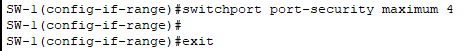 SW-1(config-if-range)#switchport port-security maximum 4
SW-1(config-if-range)#
SW-1(config-if-range)#exit